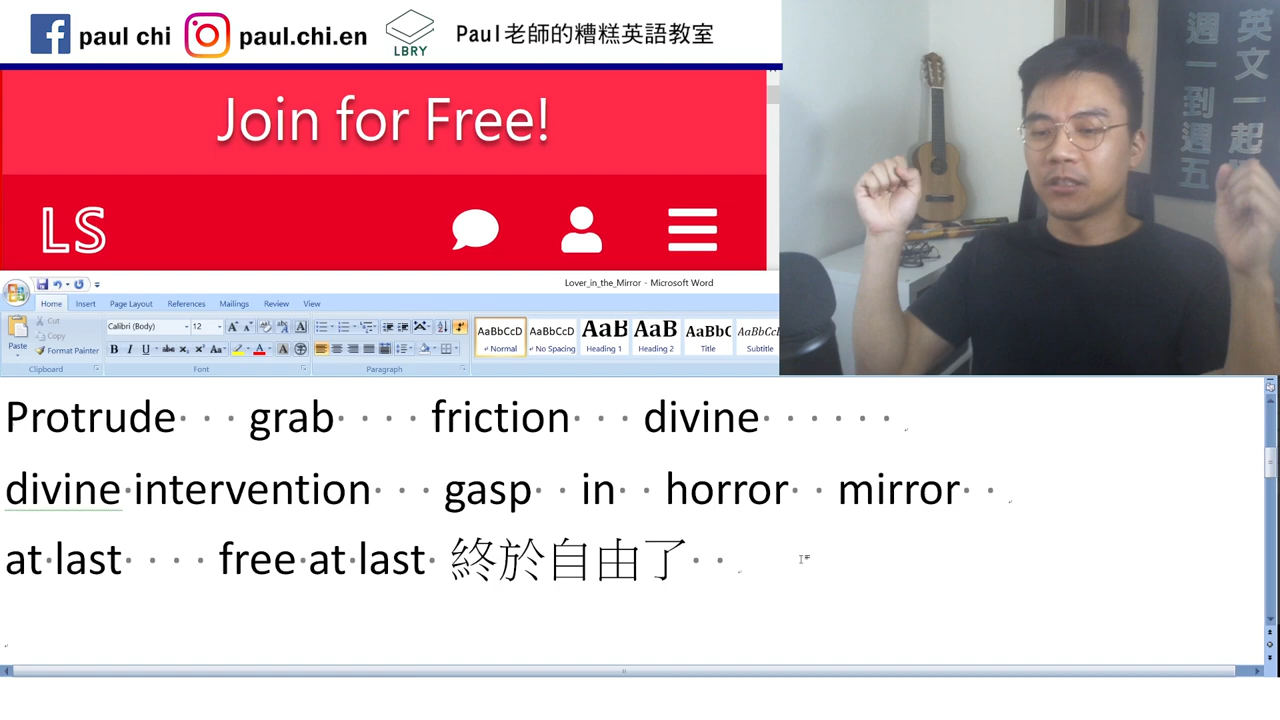 paul chi paul.chi.en LBRY Paul老師的糟糕英語教室
英文一起
週一到週五
Join for Free!
LS
Lover_in_the_Mirror - Microsoft Word
Home Insert Page Layout References Mailings Review View
Paste Cut Copy Format Painter
Calibri (Body) 12
AaBbCcD AaBbCcD AaBb AaB AaBbC AaBbCc
Normal No Spacing Heading 1 Heading 2 Title Subtitle
Clipboard Font Paragraph
Protrude grab friction divine
divine intervention gasp in horror mirror
at last free at last 終於自由了